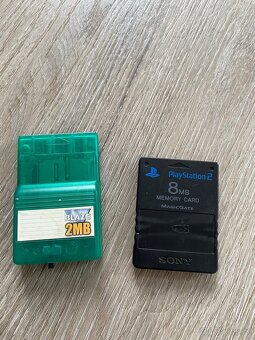 BLAZE
2MB
PlayStation 2
8MB
MEMORY CARD
MAGICGATE
SONY